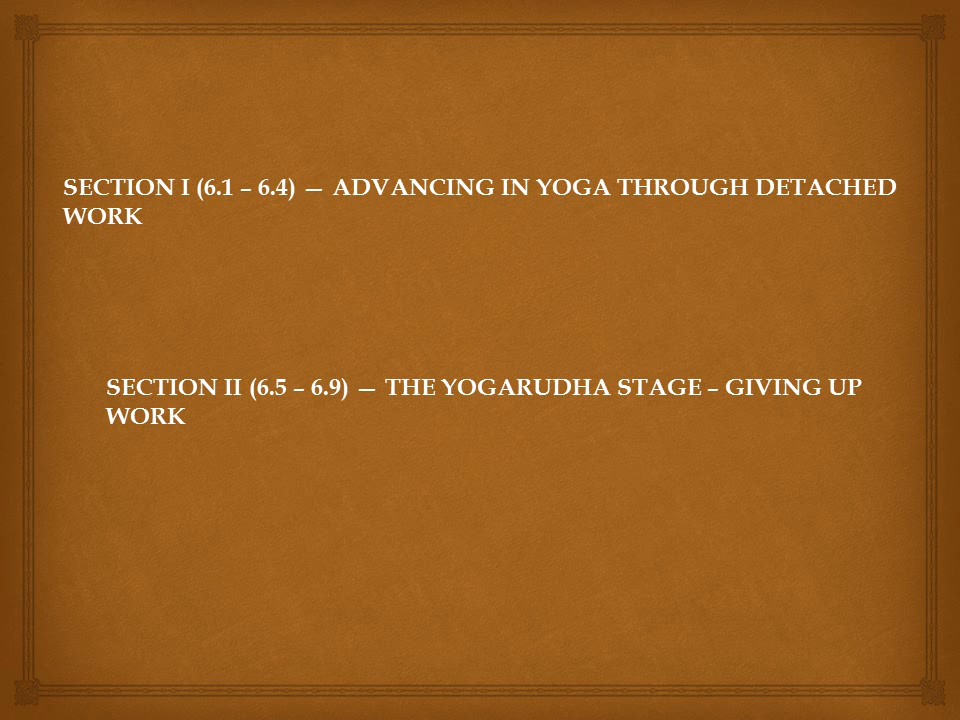 SECTION I (6.1 – 6.4) — ADVANCING IN YOGA THROUGH DETACHED
WORK
SECTION II (6.5 – 6.9) — THE YOGARUDHA STAGE – GIVING UP
WORK